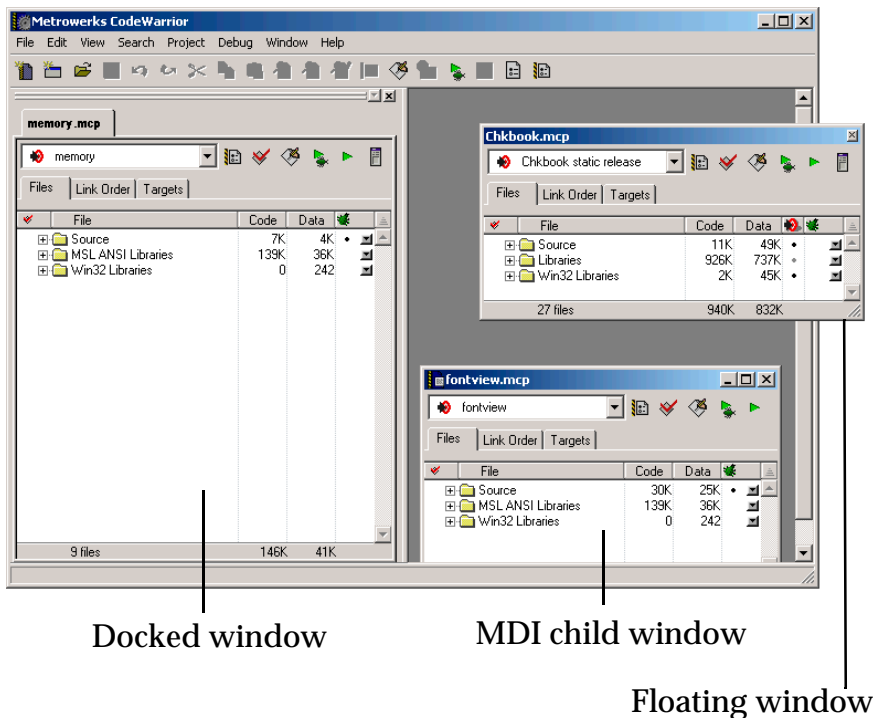 Metrowerks CodeWarrior
File Edit View Search Project Debug Window Help
memory.mcp
memory
Files Link Order Targets
File Code Data
Source 7K 4K
MSL ANSI Libraries 139K 36K
Win32 Libraries 0 242
9 files 146K 41K
Chkbook.mcp
Chkbook static release
Files Link Order Targets
File Code Data
Source 11K 49K
Libraries 926K 737K
Win32 Libraries 2K 45K
27 files 940K 832K
fontview.mcp
fontview
Files Link Order Targets
File Code Data
Source 30K 25K
MSL ANSI Libraries 139K 36K
Win32 Libraries 0 242
Docked window
MDI child window
Floating window